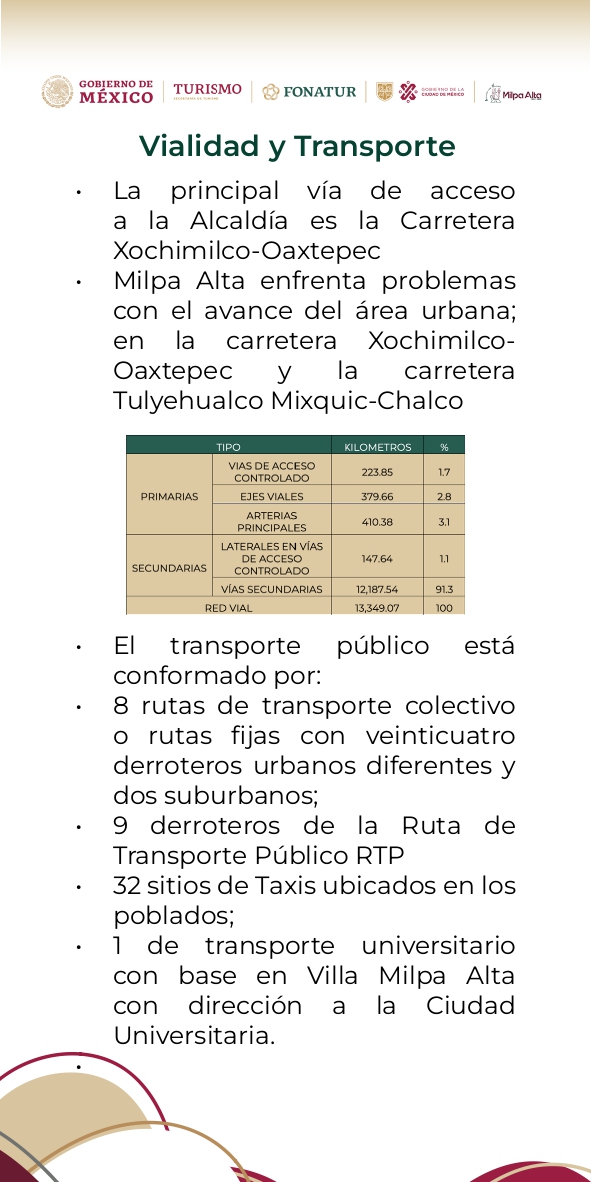 GOBIERNO DE
MÉXICO
TURISMO
SECRETARÍA DE TURISMO
FONATUR
GOBIERNO DE LA
CIUDAD DE MÉXICO
Milpa Alta
Vialidad y Transporte
• La principal vía de acceso
a la Alcaldía es la Carretera
Xochimilco-Oaxtepec
• Milpa Alta enfrenta problemas
con el avance del área urbana;
en la carretera Xochimilco-
Oaxtepec y la carretera
Tulyehualco Mixquic-Chalco
TIPO KILOMETROS %
PRIMARIAS
VIAS DE ACCESO
CONTROLADO
223.85 1.7
EJES VIALES 379.66 2.8
ARTERIAS
PRINCIPALES
410.38 3.1
SECUNDARIAS
LATERALES EN VÍAS
DE ACCESO
CONTROLADO
147.64 1.1
VÍAS SECUNDARIAS 12,187.54 91.3
RED VIAL 13,349.07 100
• El transporte público está
conformado por:
• 8 rutas de transporte colectivo
o rutas fijas con veinticuatro
derroteros urbanos diferentes y
dos suburbanos;
• 9 derroteros de la Ruta de
Transporte Público RTP
• 32 sitios de Taxis ubicados en los
poblados;
• 1 de transporte universitario
con base en Villa Milpa Alta
con dirección a la Ciudad
Universitaria.
•